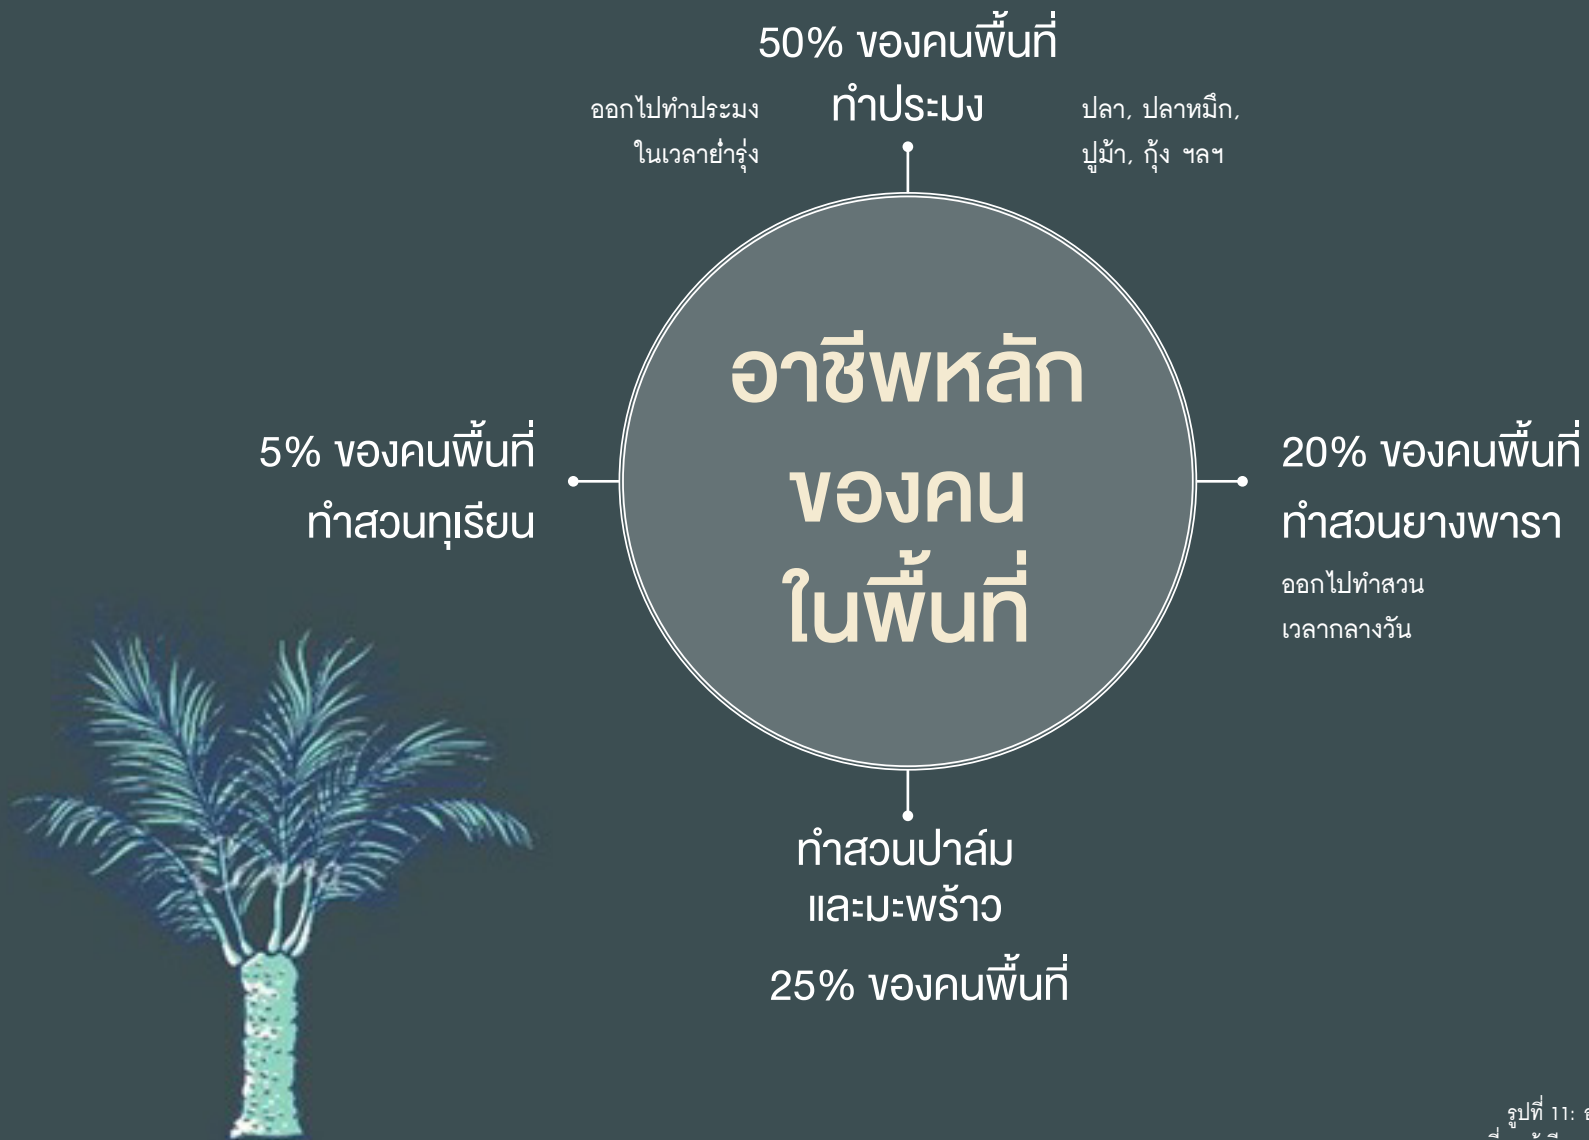 50% ของคนพื้นที่
ทำประมง
ออกไปทำประมง
ในเวลาย่ำรุ่ง
ปลา, ปลาหมึก,
ปูม้า, กุ้ง ฯลฯ
อาชีพหลัก
ของคน
ในพื้นที่
5% ของคนพื้นที่
ทำสวนทุเรียน
20% ของคนพื้นที่
ทำสวนยางพารา
ออกไปทำสวน
เวลากลางวัน
ทำสวนปาล์ม
และมะพร้าว
25% ของคนพื้นที่
รูปที่ 11: